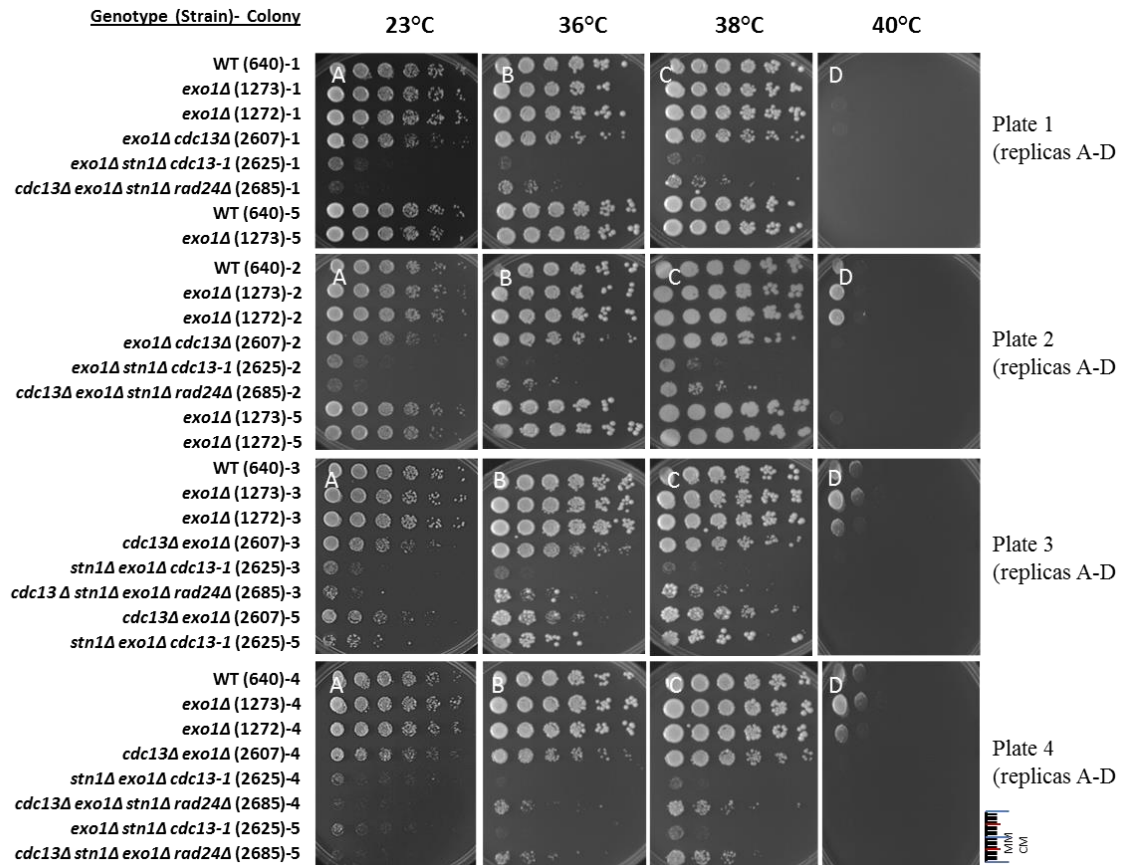 Genotype (Strain)- Colony
23°C 36°C 38°C 40°C
WT (640)-1
exo1Δ (1273)-1
exo1Δ (1272)-1
exo1Δ cdc13Δ (2607)-1
exo1Δ stn1Δ cdc13-1 (2625)-1
cdc13Δ exo1Δ stn1Δ rad24Δ (2685)-1
WT (640)-5
exo1Δ (1273)-5
A B C D
Plate 1
(replicas A-D
WT (640)-2
exo1Δ (1273)-2
exo1Δ (1272)-2
exo1Δ cdc13Δ (2607)-2
exo1Δ stn1Δ cdc13-1 (2625)-2
cdc13Δ exo1Δ stn1Δ rad24Δ (2685)-2
exo1Δ (1273)-5
exo1Δ (1272)-5
A B C D
Plate 2
(replicas A-D
WT (640)-3
exo1Δ (1273)-3
exo1Δ (1272)-3
cdc13Δ exo1Δ (2607)-3
stn1Δ exo1Δ cdc13-1 (2625)-3
cdc13 Δ stn1Δ exo1Δ rad24Δ (2685)-3
cdc13Δ exo1Δ (2607)-5
stn1Δ exo1Δ cdc13-1 (2625)-5
A B C D
Plate 3
(replicas A-D
WT (640)-4
exo1Δ (1273)-4
exo1Δ (1272)-4
cdc13Δ exo1Δ (2607)-4
stn1Δ exo1Δ cdc13-1 (2625)-4
cdc13Δ exo1Δ stn1Δ rad24Δ (2685)-4
exo1Δ stn1Δ cdc13-1 (2625)-5
cdc13Δ stn1Δ exo1Δ rad24Δ (2685)-5
A B C D
Plate 4
(replicas A-D
MM
CM